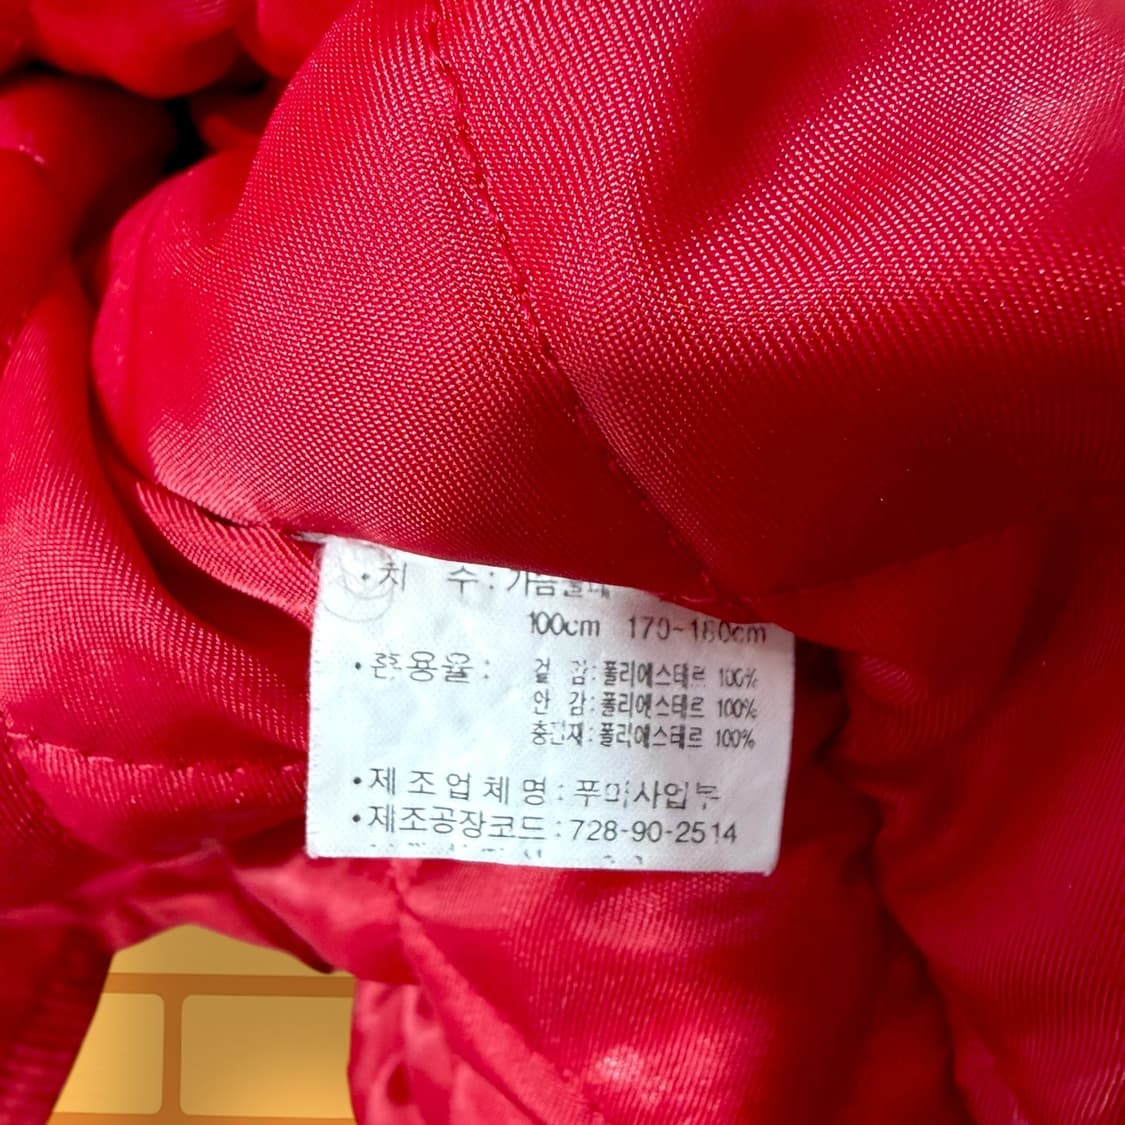 • 치 수 : 가슴둘레
100cm 170~180cm
• 혼용율 : 겉 감 : 폴리에스테르 100%
안 감 : 폴리에스테르 100%
충전재 : 폴리에스테르 100%
• 제조업체명 : 푸마사업부
• 제조공장코드 : 728-90-2514